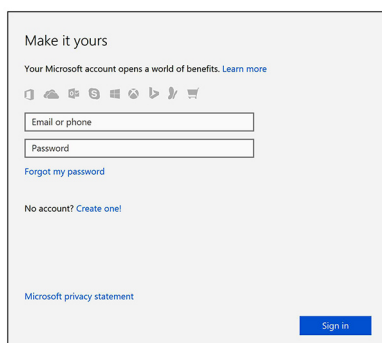 Make it yours
Your Microsoft account opens a world of benefits. Learn more
Email or phone
Password
Forgot my password
No account? Create one!
Microsoft privacy statement
Sign in